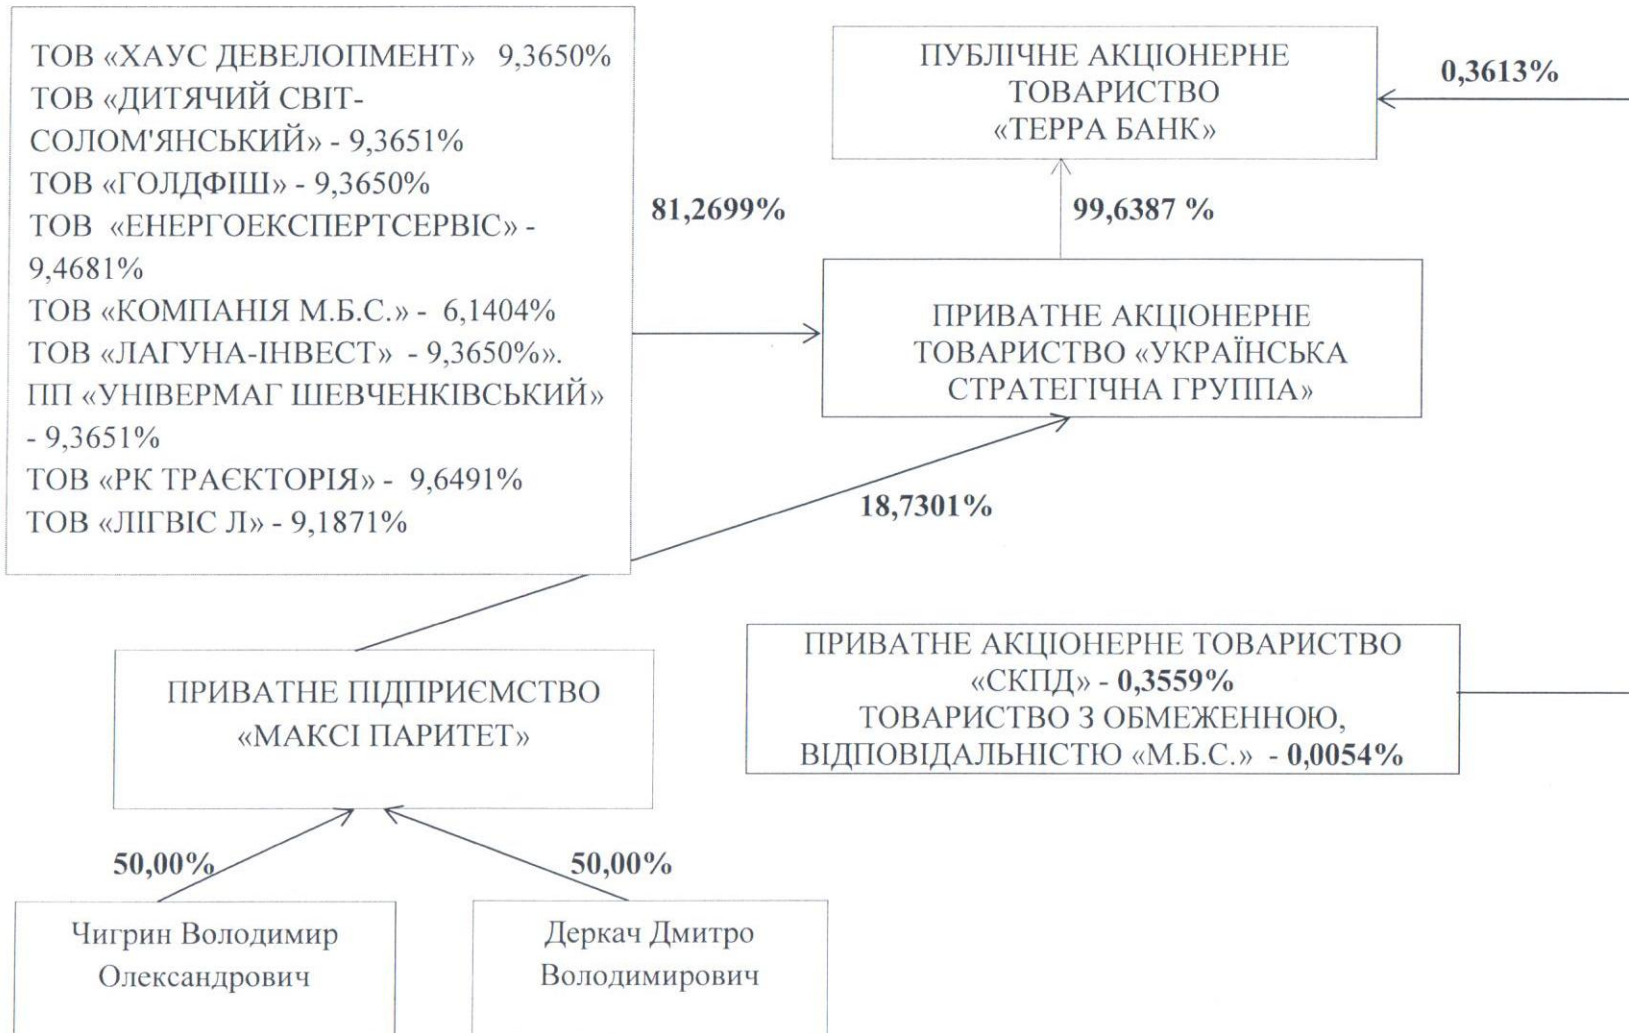 ТОВ «ХАУС ДЕВЕЛОПМЕНТ» 9,3650%
ТОВ «ДИТЯЧИЙ СВІТ-
СОЛОМ'ЯНСЬКИЙ» - 9,3651%
ТОВ «ГОЛДФІШ» - 9,3650%
ТОВ «ЕНЕРГОЕКСПЕРТСЕРВІС» -
9,4681%
ТОВ «КОМПАНІЯ М.Б.С.» - 6,1404%
ТОВ «ЛАГУНА-ІНВЕСТ» - 9,3650%».
ПП «УНІВЕРМАГ ШЕВЧЕНКІВСЬКИЙ»
- 9,3651%
ТОВ «РК ТРАЄКТОРІЯ» - 9,6491%
ТОВ «ЛІГВІС Л» - 9,1871%
81,2699%
ПУБЛІЧНЕ АКЦІОНЕРНЕ
ТОВАРИСТВО
«ТЕРРА БАНК»
0,3613%
99,6387 %
ПРИВАТНЕ АКЦІОНЕРНЕ
ТОВАРИСТВО «УКРАЇНСЬКА
СТРАТЕГІЧНА ГРУППА»
18,7301%
ПРИВАТНЕ ПІДПРИЄМСТВО
«МАКСІ ПАРИТЕТ»
ПРИВАТНЕ АКЦІОНЕРНЕ ТОВАРИСТВО
«СКПД» - 0,3559%
ТОВАРИСТВО З ОБМЕЖЕННОЮ,
ВІДПОВІДАЛЬНІСТЮ «М.Б.С.» - 0,0054%
50,00%
50,00%
Чигрин Володимир
Олександрович
Деркач Дмитро
Володимирович